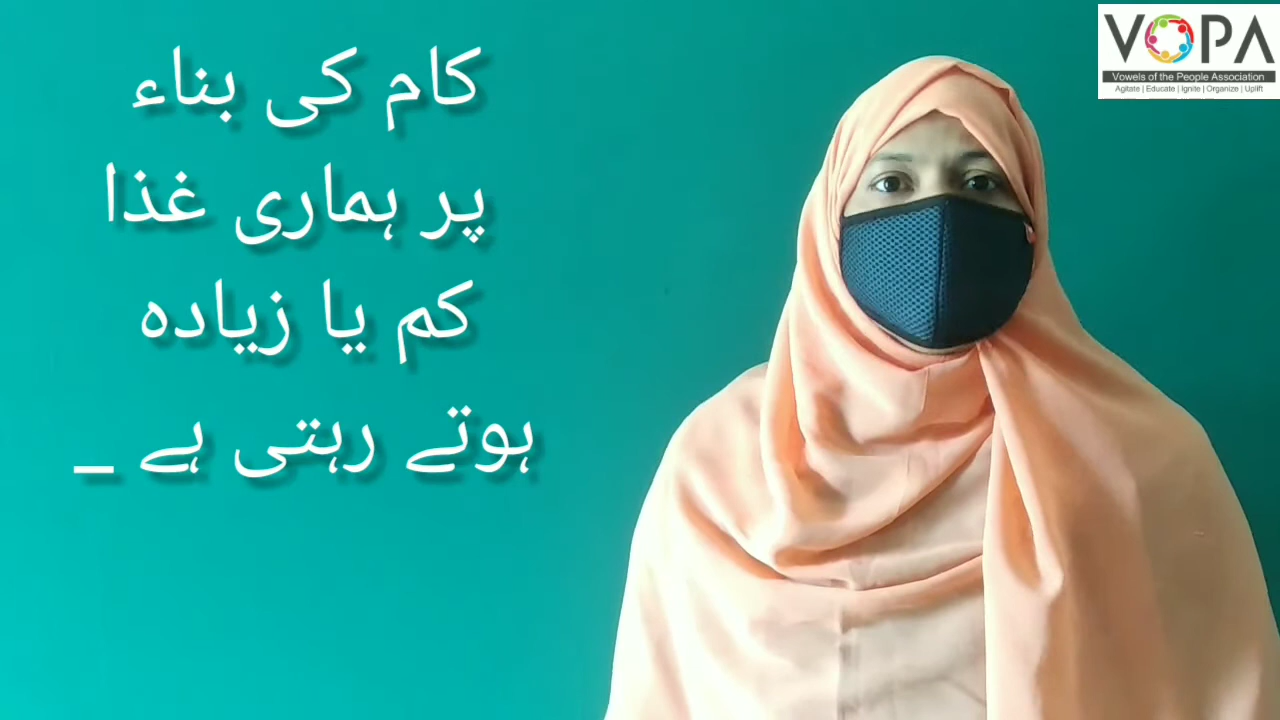 کام کی بناء
پر ہماری غذا
کم یا زیادہ
ہوتے رہتی ہے _
VOPA
Vowels of the People Association
Agitate | Educate | Ignite | Organize | Uplift